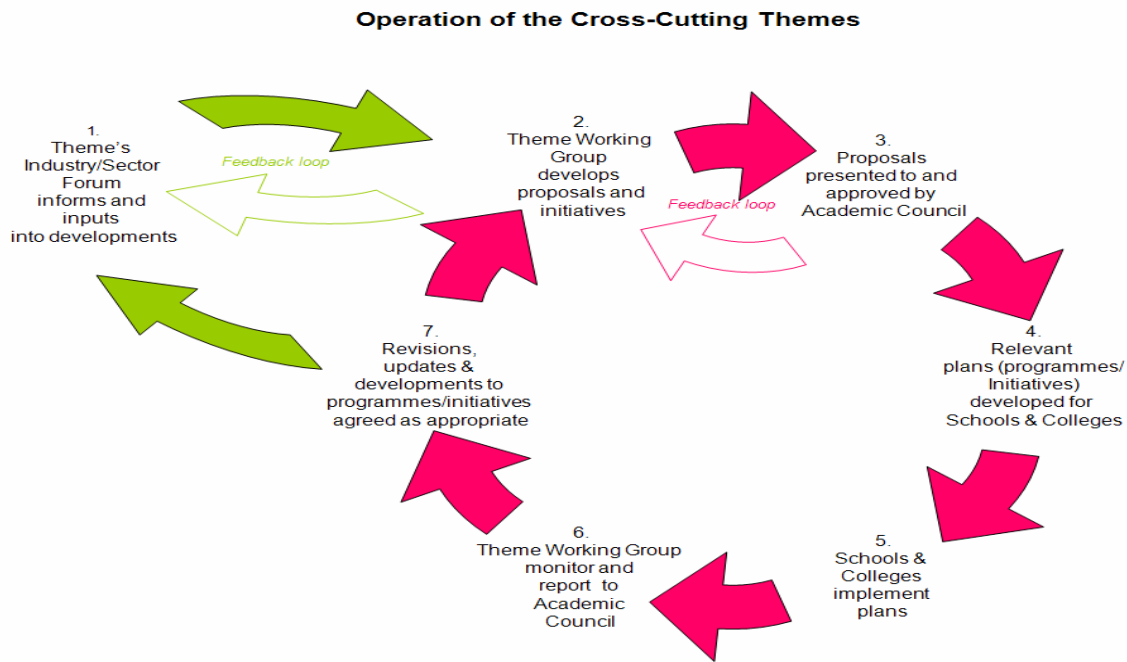 Operation of the Cross-Cutting Themes
1.
Theme's
Industry/Sector
Forum
informs and
inputs
into developments
Feedback loop
2.
Theme Working
Group
develops
proposals and
initiatives
Feedback loop
3.
Proposals
presented to and
approved by
Academic Council
4.
Relevant
plans (programmes/
Initiatives)
developed for
Schools & Colleges
5.
Schools &
Colleges
implement
plans
6.
Theme Working Group
monitor and
report to
Academic
Council
7.
Revisions,
updates &
developments to
programmes/initiatives
agreed as appropriate